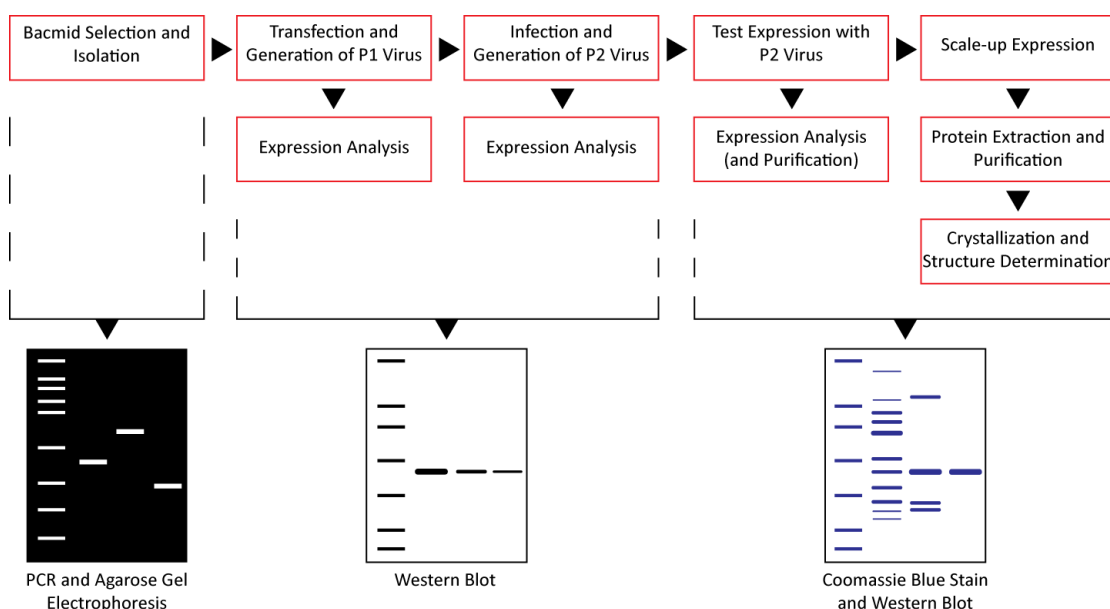 Bacmid Selection and
Isolation
Transfection and
Generation of P1 Virus
Infection and
Generation of P2 Virus
Test Expression with
P2 Virus
Scale-up Expression
Expression Analysis
Expression Analysis
Expression Analysis
(and Purification)
Protein Extraction and
Purification
Crystallization and
Structure Determination
PCR and Agarose Gel
Electrophoresis
Western Blot
Coomassie Blue Stain
and Western Blot